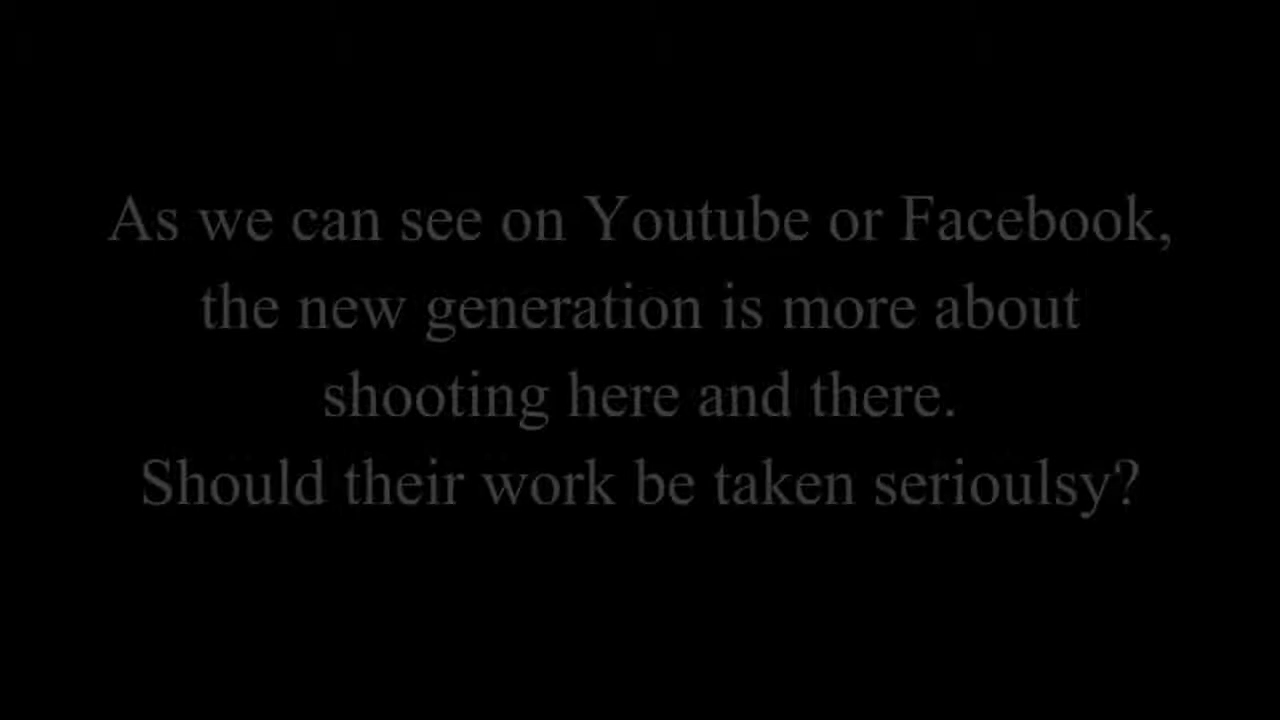 As we can see on Youtube or Facebook,
the new generation is more about
shooting here and there.
Should their work be taken serioulsy?